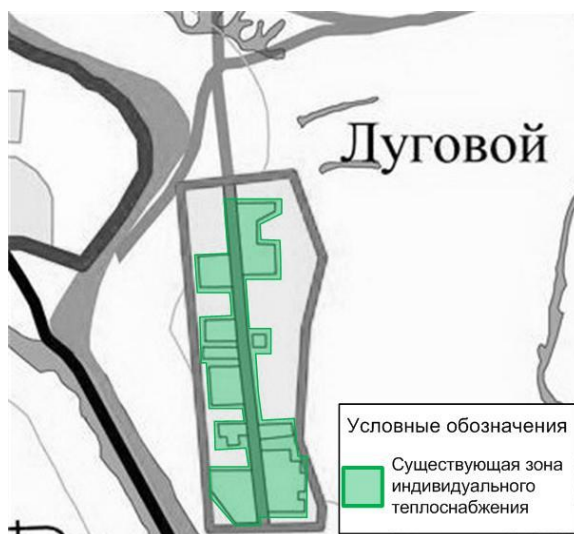 Луговой
Условные обозначения
Существующая зона
индивидуального
теплоснабжения